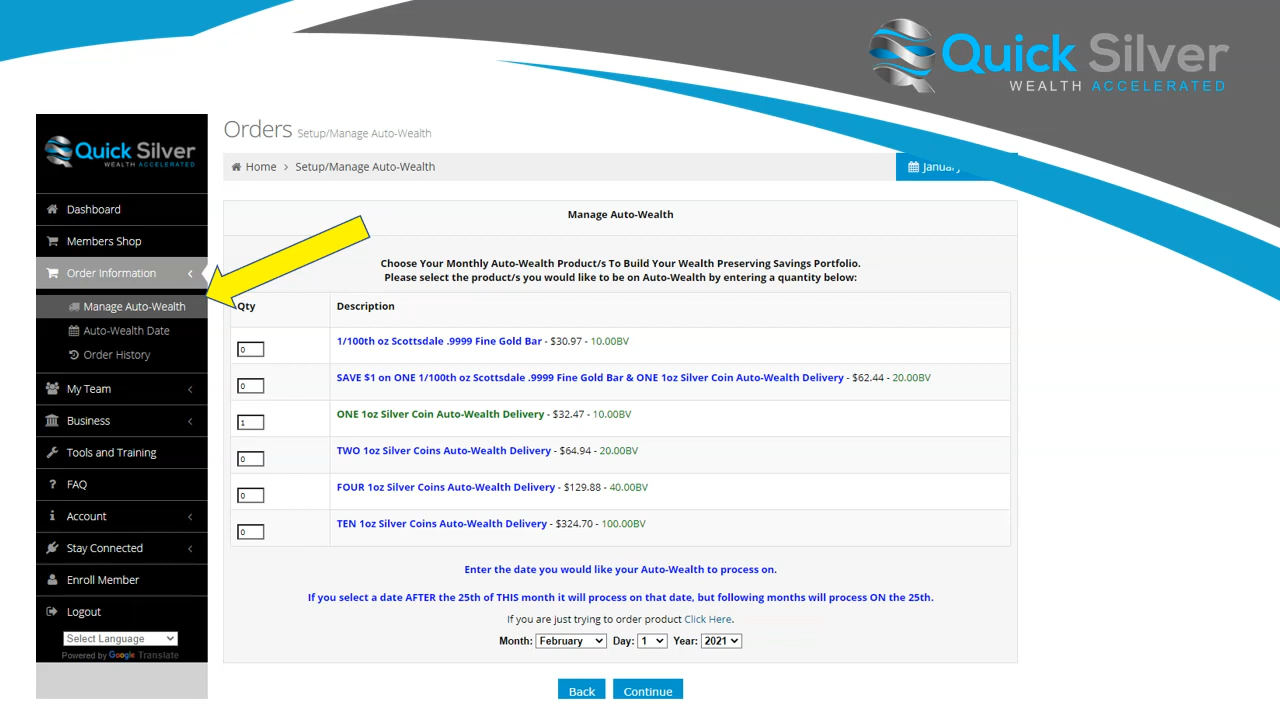 Quick Silver
WEALTH ACCELERATED
Quick Silver
WEALTH ACCELERATED
Dashboard
Members Shop
Order Information
Manage Auto-Wealth
Auto-Wealth Date
Order History
My Team
Business
Tools and Training
FAQ
Account
Stay Connected
Enroll Member
Logout
Select Language
Powered by Google Translate
Orders Setup/Manage Auto-Wealth
Home > Setup/Manage Auto-Wealth
January
Manage Auto-Wealth
Choose Your Monthly Auto-Wealth Product/s To Build Your Wealth Preserving Savings Portfolio.
Please select the product/s you would like to be on Auto-Wealth by entering a quantity below:
Qty Description
0 1/100th oz Scottsdale .9999 Fine Gold Bar - $30.97 - 10.00BV
0 SAVE $1 on ONE 1/100th oz Scottsdale .9999 Fine Gold Bar & ONE 1oz Silver Coin Auto-Wealth Delivery - $62.44 - 20.00BV
1 ONE 1oz Silver Coin Auto-Wealth Delivery - $32.47 - 10.00BV
0 TWO 1oz Silver Coins Auto-Wealth Delivery - $64.94 - 20.00BV
0 FOUR 1oz Silver Coins Auto-Wealth Delivery - $129.88 - 40.00BV
0 TEN 1oz Silver Coins Auto-Wealth Delivery - $324.70 - 100.00BV
Enter the date you would like your Auto-Wealth to process on.
If you select a date AFTER the 25th of THIS month it will process on that date, but following months will process ON the 25th.
If you are just trying to order product Click Here.
Month: February Day: 1 Year: 2021
Back Continue